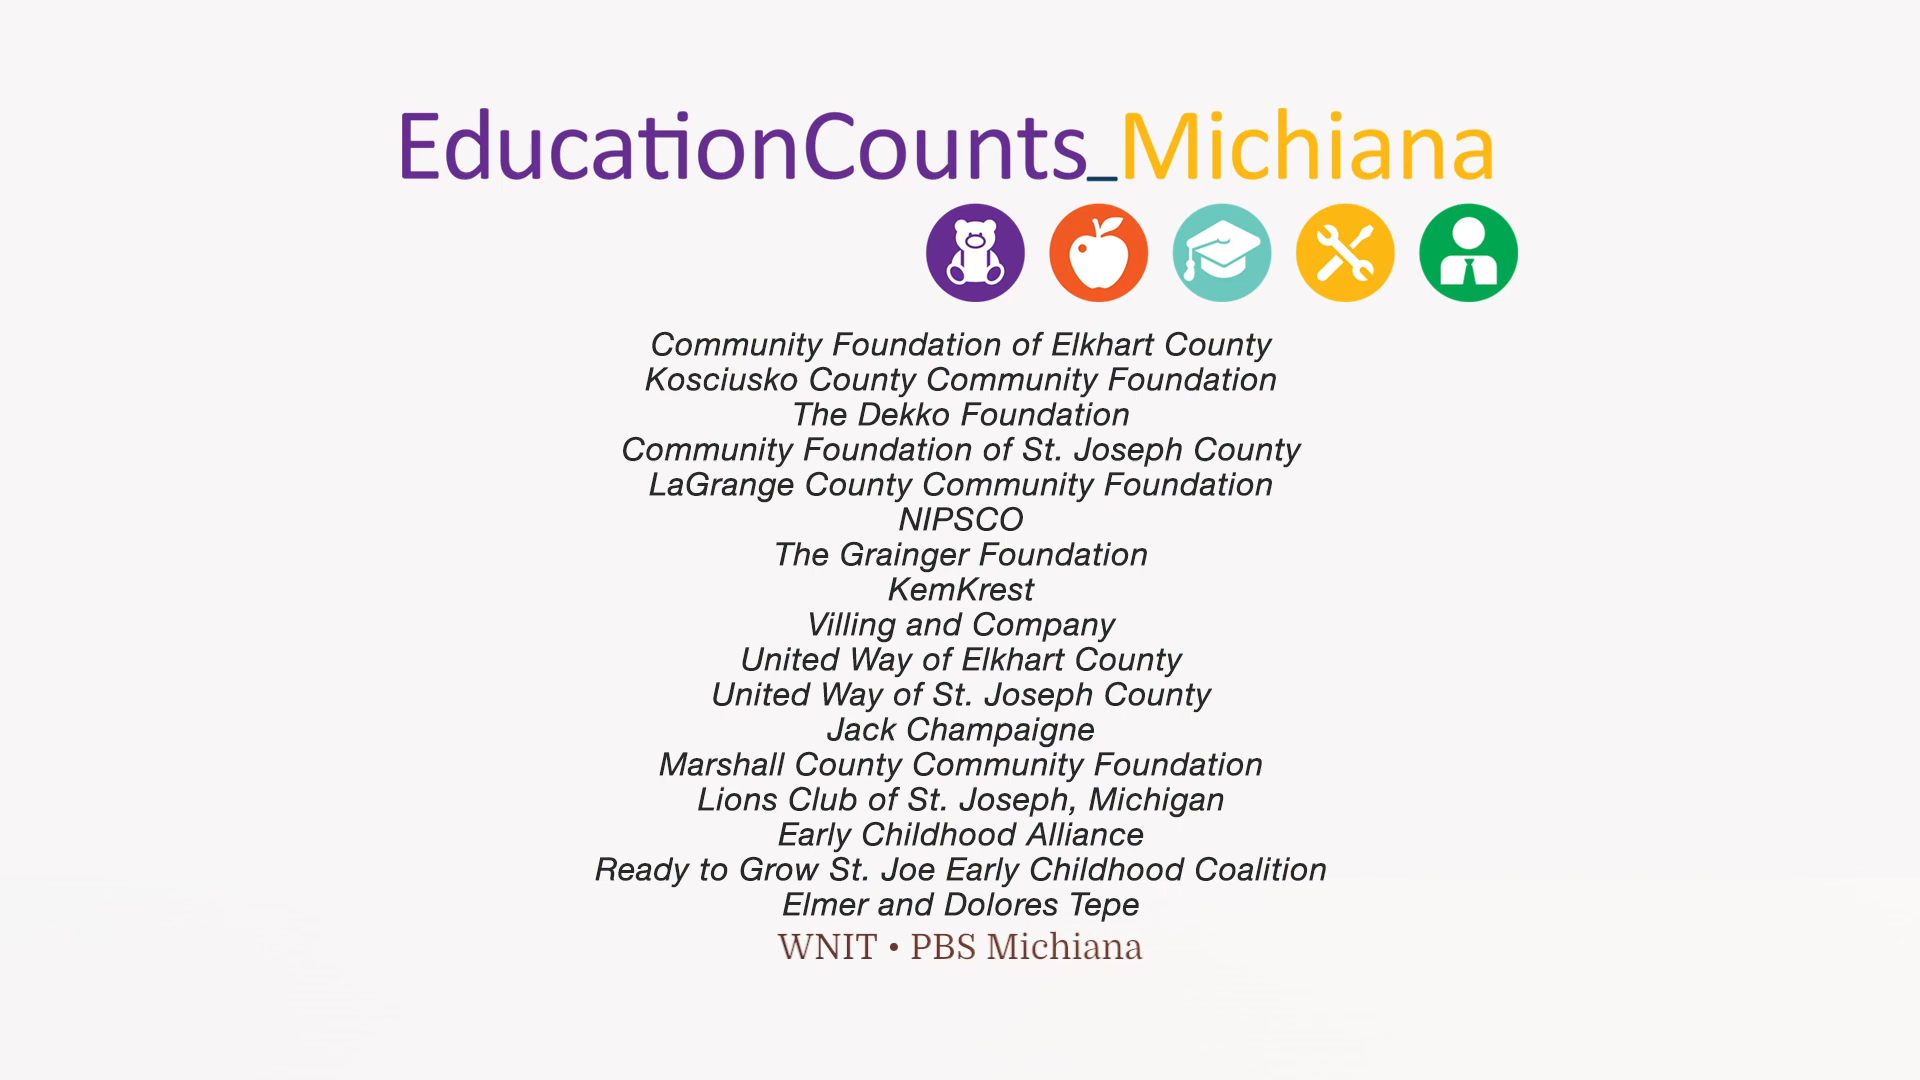 EducationCounts_Michiana
Community Foundation of Elkhart County
Kosciusko County Community Foundation
The Dekko Foundation
Community Foundation of St. Joseph County
LaGrange County Community Foundation
NIPSCO
The Grainger Foundation
KemKrest
Villing and Company
United Way of Elkhart County
United Way of St. Joseph County
Jack Champaigne
Marshall County Community Foundation
Lions Club of St. Joseph, Michigan
Early Childhood Alliance
Ready to Grow St. Joe Early Childhood Coalition
Elmer and Dolores Tepe
WNIT • PBS Michiana